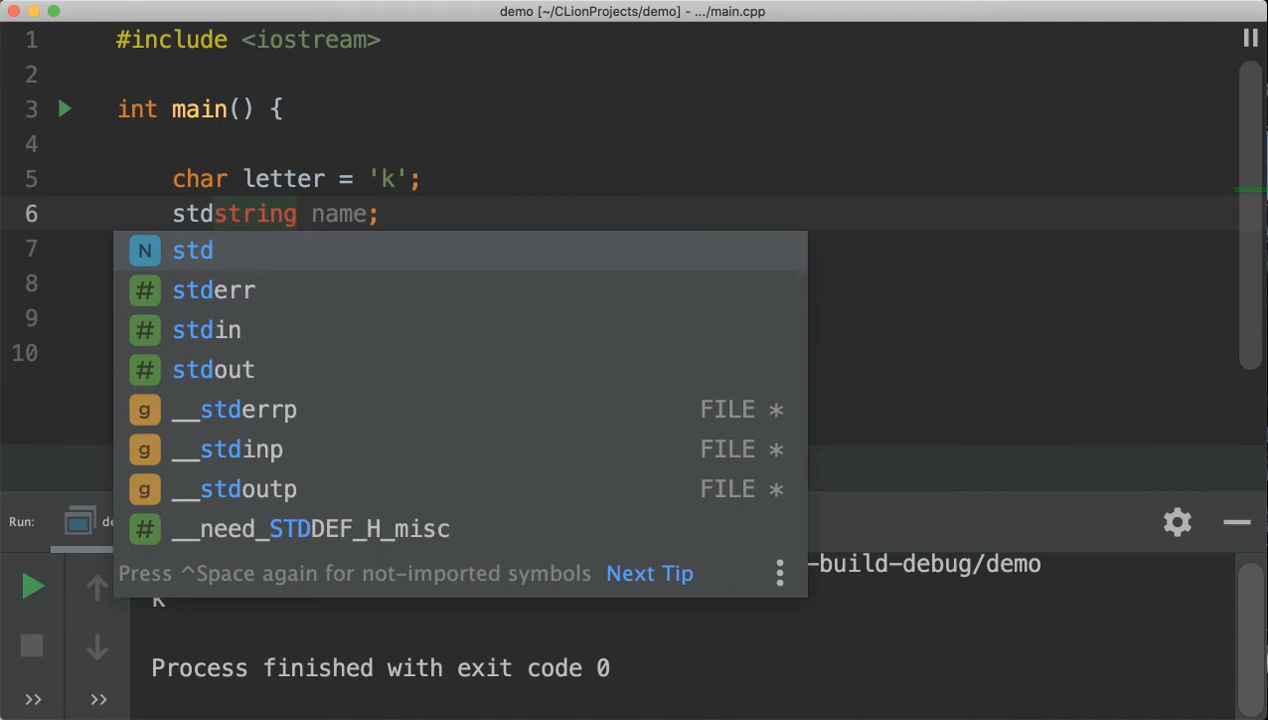 demo [~/CLionProjects/demo] - .../main.cpp
1 #include <iostream>
2
3 int main() {
4
5 char letter = 'k';
6 stdstring name;
7
8
9
10
N std
# stderr
# stdin
# stdout
g __stderrp FILE *
g __stdinp FILE *
g __stdoutp FILE *
# __need_STDDEF_H_misc
Press ^Space again for not-imported symbols Next Tip
Run: de
-build-debug/demo
k
Process finished with exit code 0